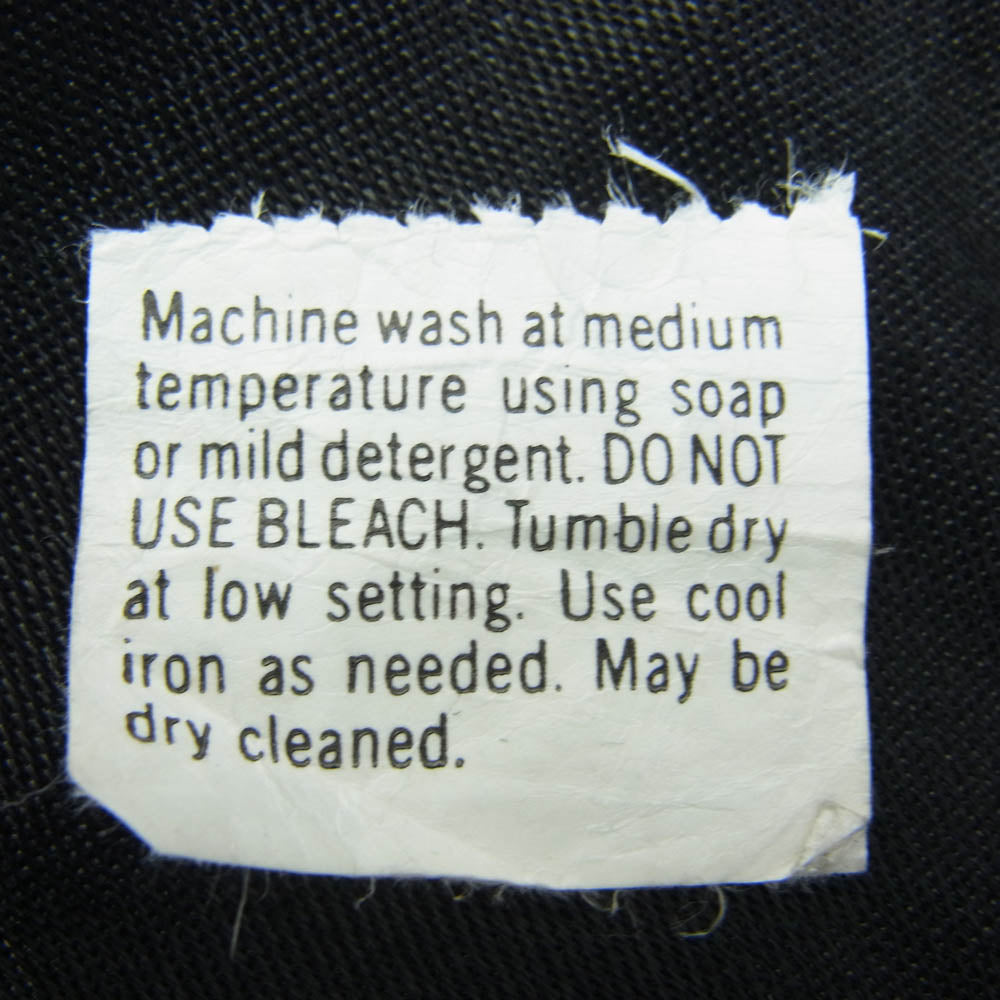 Machine wash at medium
temperature using soap
or mild detergent. DO NOT
USE BLEACH. Tumble dry
at low setting. Use cool
iron as needed. May be
dry cleaned.